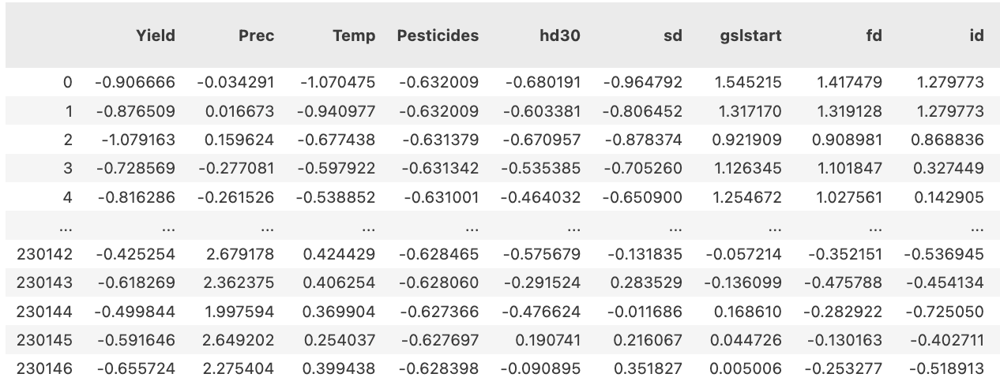 Yield Prec Temp Pesticides hd30 sd gslstart fd id
0 -0.906666 -0.034291 -1.070475 -0.632009 -0.680191 -0.964792 1.545215 1.417479 1.279773
1 -0.876509 0.016673 -0.940977 -0.632009 -0.603381 -0.806452 1.317170 1.319128 1.279773
2 -1.079163 0.159624 -0.677438 -0.631379 -0.670957 -0.878374 0.921909 0.908981 0.868836
3 -0.728569 -0.277081 -0.597922 -0.631342 -0.535385 -0.705260 1.126345 1.101847 0.327449
4 -0.816286 -0.261526 -0.538852 -0.631001 -0.464032 -0.650900 1.254672 1.027561 0.142905
... ... ... ... ... ... ... ... ... ...
230142 -0.425254 2.679178 0.424429 -0.628465 -0.575679 -0.131835 -0.057214 -0.352151 -0.536945
230143 -0.618269 2.362375 0.406254 -0.628060 -0.291524 0.283529 -0.136099 -0.475788 -0.454134
230144 -0.499844 1.997594 0.369904 -0.627366 -0.476624 -0.011686 0.168610 -0.282922 -0.725050
230145 -0.591646 2.649202 0.254037 -0.627697 0.190741 0.216067 0.044726 -0.130163 -0.402711
230146 -0.655724 2.275404 0.399438 -0.628398 -0.090895 0.351827 0.005006 -0.253277 -0.518913